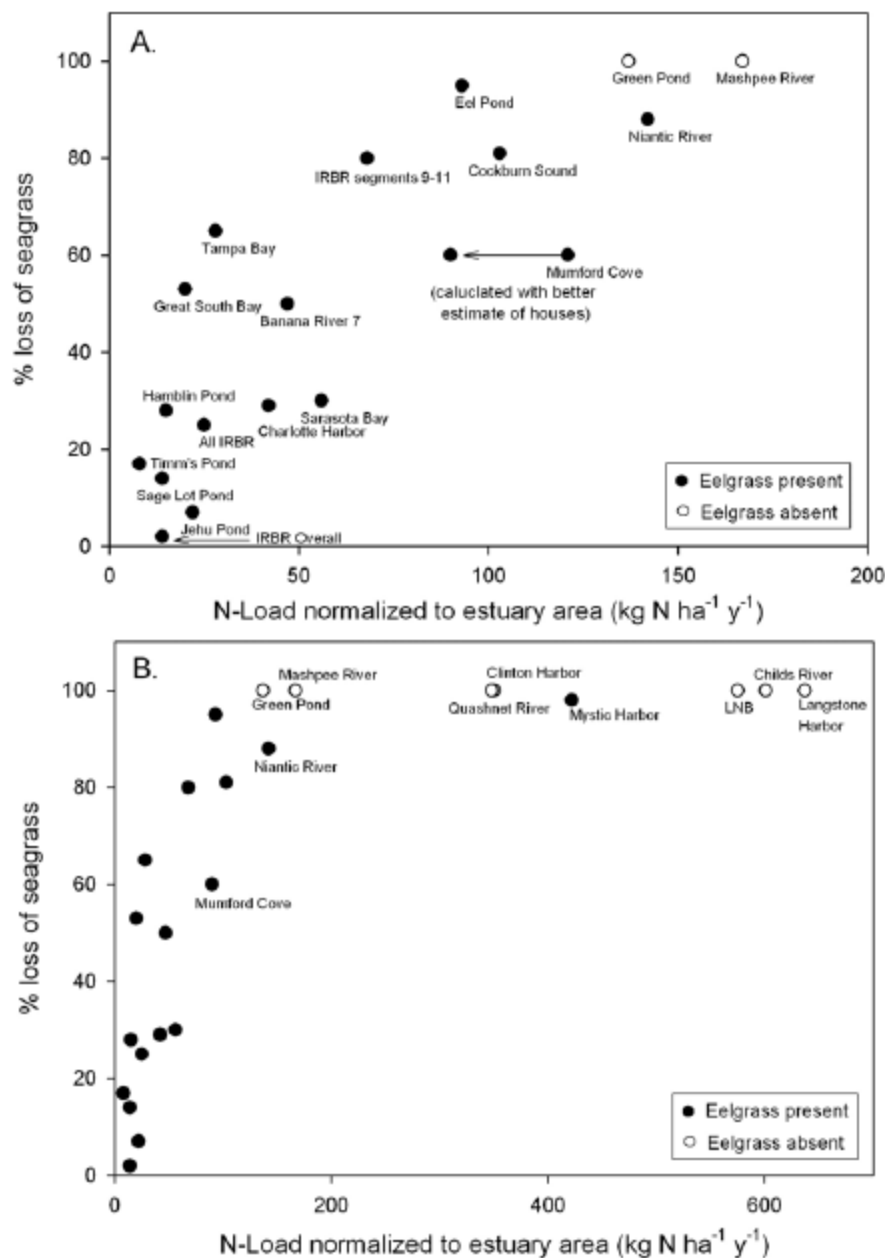 A.
100
80
60
40
20
0
% loss of seagrass
Green Pond
Mashpee River
Eel Pond
Niantic River
IRBR segments 9-11
Cockburn Sound
Tampa Bay
Mumford Cove
(caluclated with better
estimate of houses)
Great South Bay
Banana River 7
Hamblin Pond
Sarasota Bay
Charlotte Harbor
All IRBR
Timm's Pond
Sage Lot Pond
Jehu Pond
IRBR Overall
Eelgrass present
Eelgrass absent
0 50 100 150 200
N-Load normalized to estuary area (kg N ha-1 y-1)
B.
100
80
60
40
20
0
% loss of seagrass
Mashpee River
Clinton Harbor
Childs River
Green Pond
Quashnet River
Mystic Harbor
LNB
Langstone
Harbor
Niantic River
Mumford Cove
Eelgrass present
Eelgrass absent
0 200 400 600
N-Load normalized to estuary area (kg N ha-1 y-1)